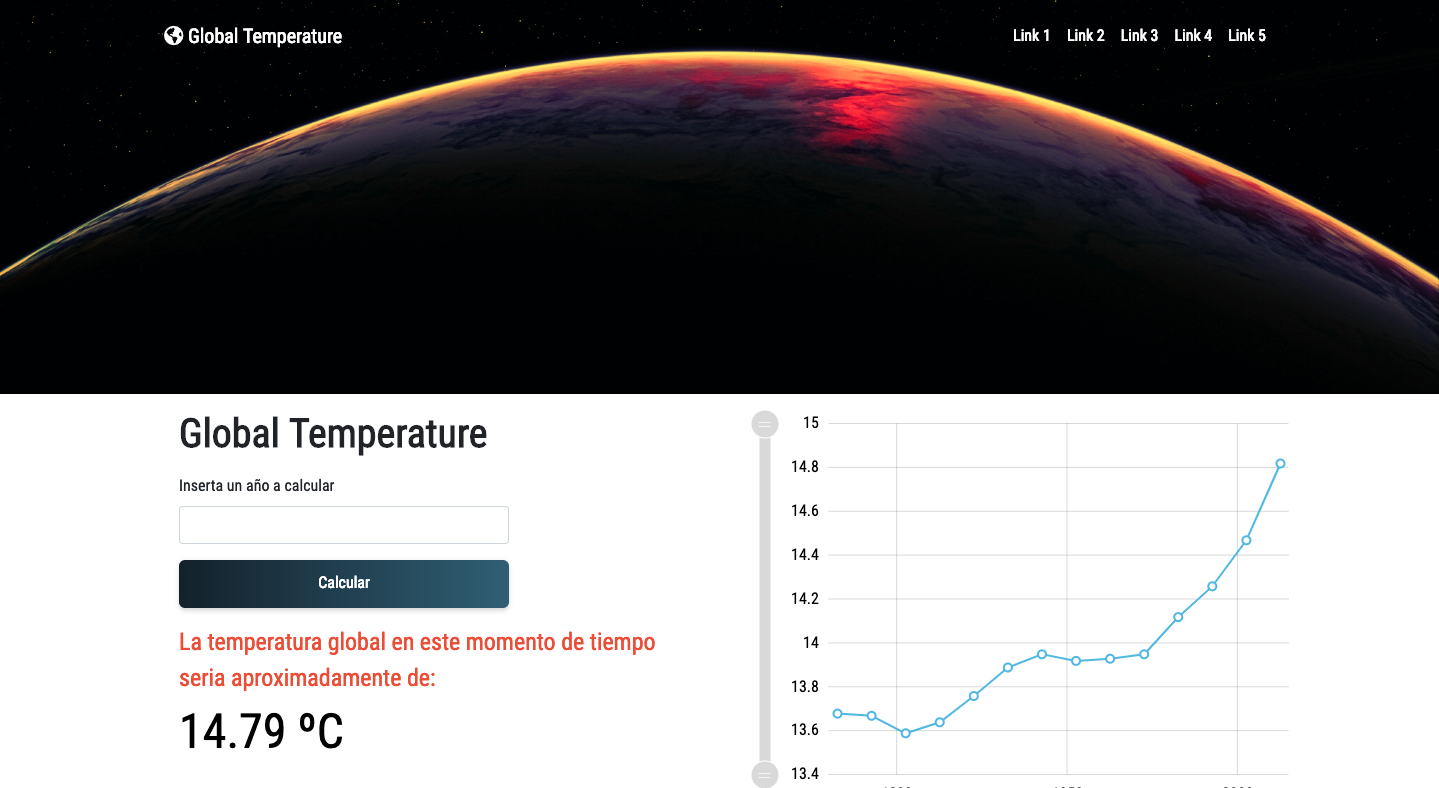 Global Temperature
Link 1 Link 2 Link 3 Link 4 Link 5
Global Temperature
Inserta un año a calcular
Calcular
La temperatura global en este momento de tiempo
seria aproximadamente de:
14.79 ºC
15
14.8
14.6
14.4
14.2
14
13.8
13.6
13.4